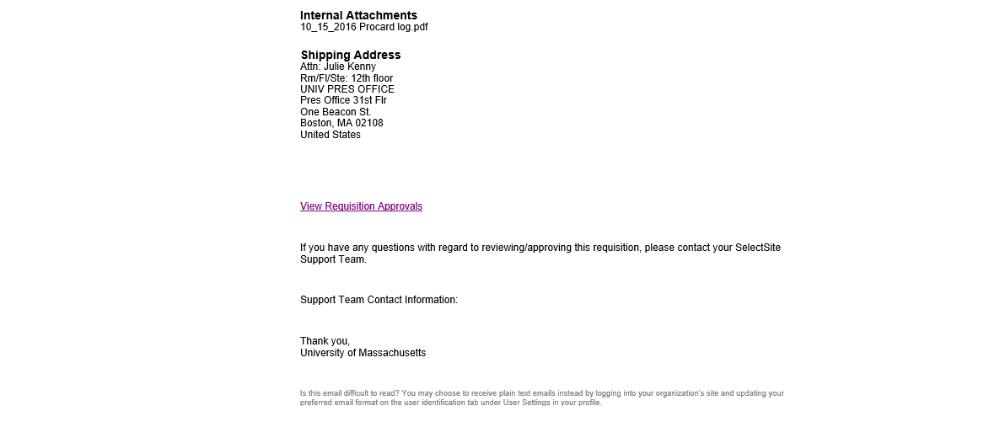 Internal Attachments
10_15_2016 Procard log.pdf
Shipping Address
Attn: Julie Kenny
Rm/Fl/Ste: 12th floor
UNIV PRES OFFICE
Pres Office 31st Flr
One Beacon St.
Boston, MA 02108
United States
View Requisition Approvals
If you have any questions with regard to reviewing/approving this requisition, please contact your SelectSite
Support Team.
Support Team Contact Information:
Thank you,
University of Massachusetts
Is this email difficult to read? You may choose to receive plain text emails instead by logging into your organization's site and updating your
preferred email format on the user identification tab under User Settings in your profile.